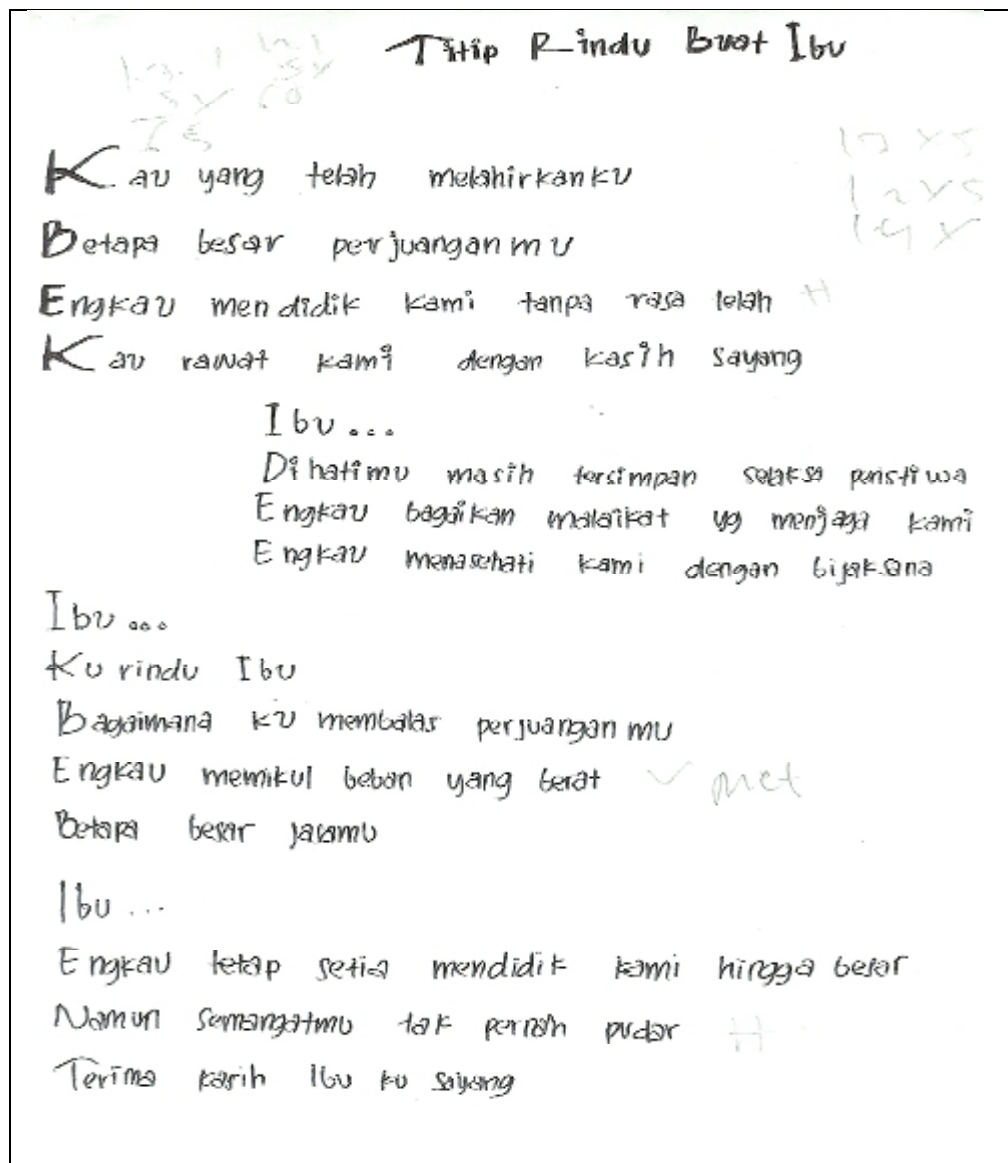 Titip Rindu Buat Ibu
Kau yang telah melahirkanku
Betapa besar perjuanganmu
Engkau mendidik kami tanpa rasa lelah H
Kau rawat kami dengan kasih sayang
Ibu...
Dihatimu masih tersimpan selaksa peristiwa
Engkau bagaikan malaikat yg menjaga kami
Engkau menasehati kami dengan bijaksana
Ibu...
Ku rindu Ibu
Bagaimana ku membalas perjuanganmu
Engkau memikul beban yang berat ✓ met
Betapa besar jasamu
Ibu...
Engkau tetap setia mendidik kami hingga besar
Namun semangatmu tak pernah pudar H
Terima kasih Ibu ku sayang